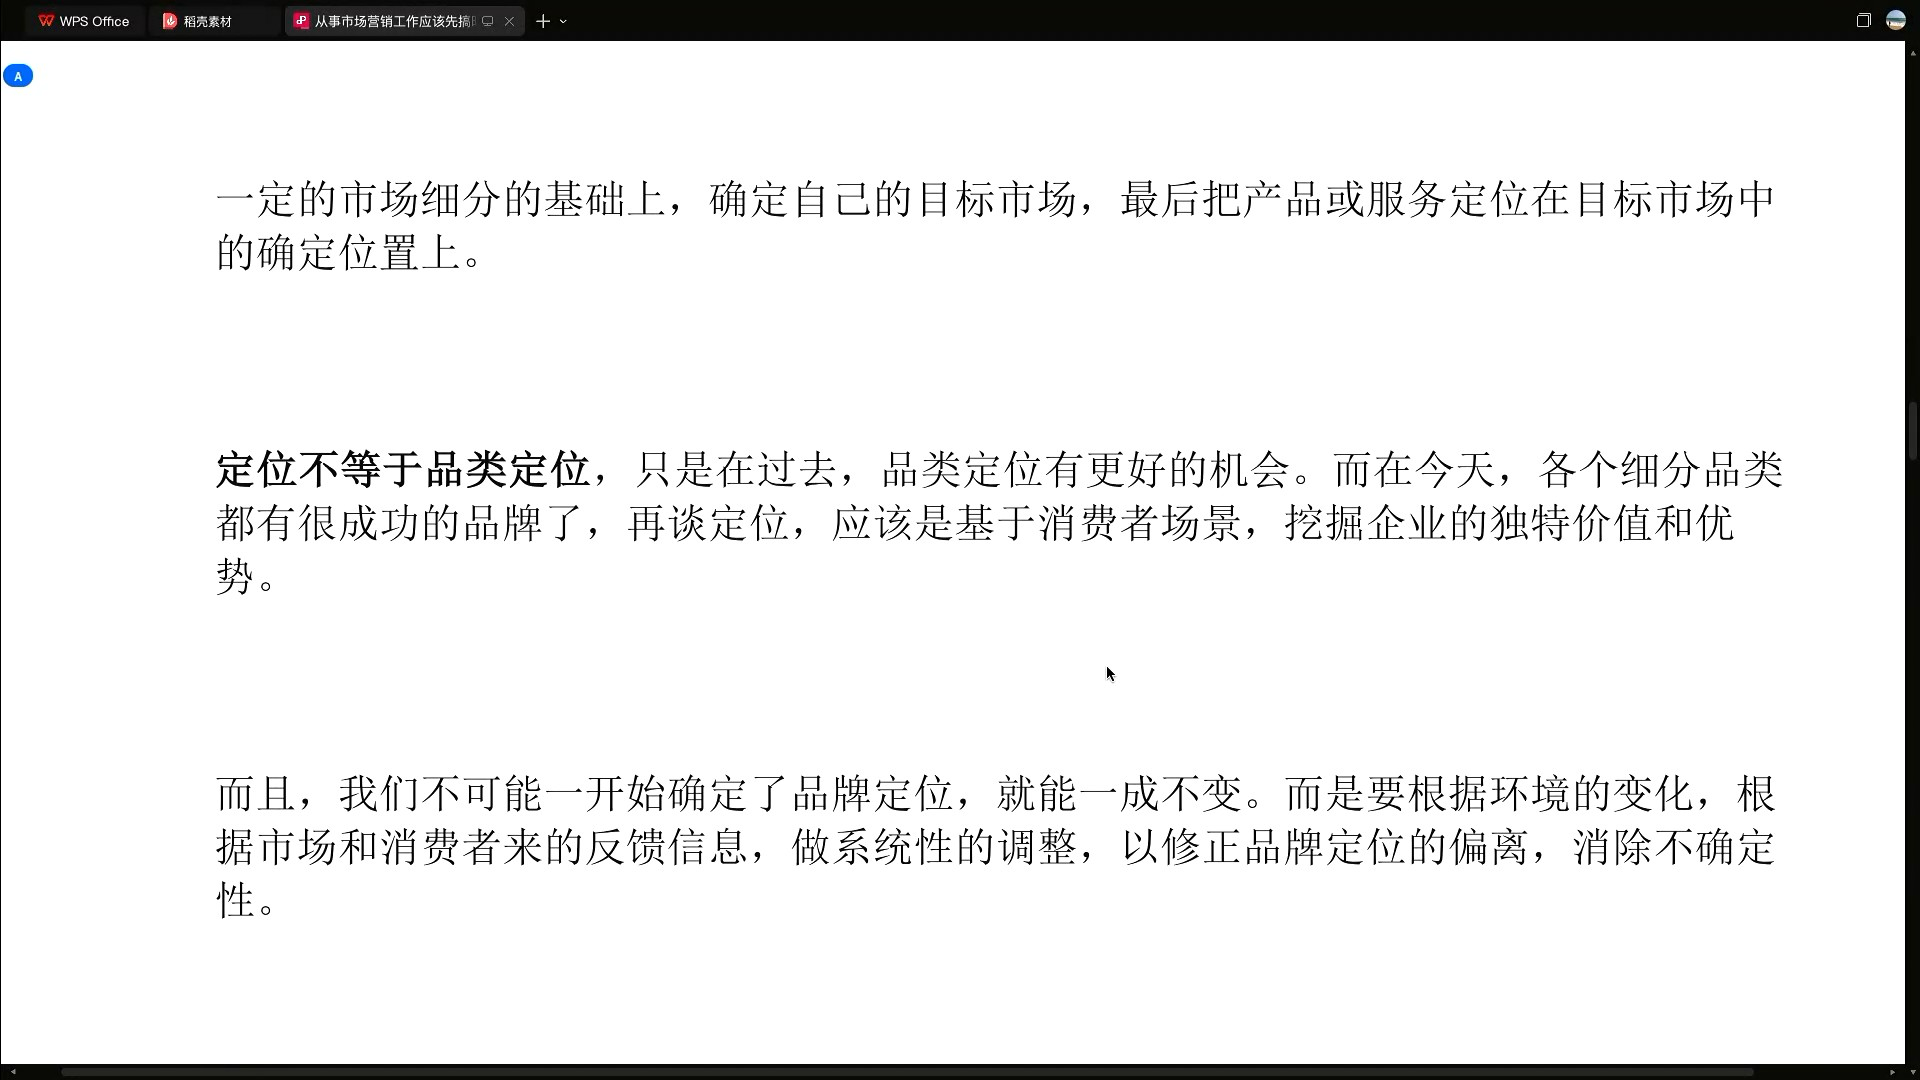 WPS Office
稻壳素材
从事市场营销工作应该先搞
A
一定的市场细分的基础上，确定自己的目标市场，最后把产品或服务定位在目标市场中
的确定位置上。
定位不等于品类定位，只是在过去，品类定位有更好的机会。而在今天，各个细分品类
都有很成功的品牌了，再谈定位，应该是基于消费者场景，挖掘企业的独特价值和优
势。
而且，我们不可能一开始确定了品牌定位，就能一成不变。而是要根据环境的变化，根
据市场和消费者来的反馈信息，做系统性的调整，以修正品牌定位的偏离，消除不确定
性。